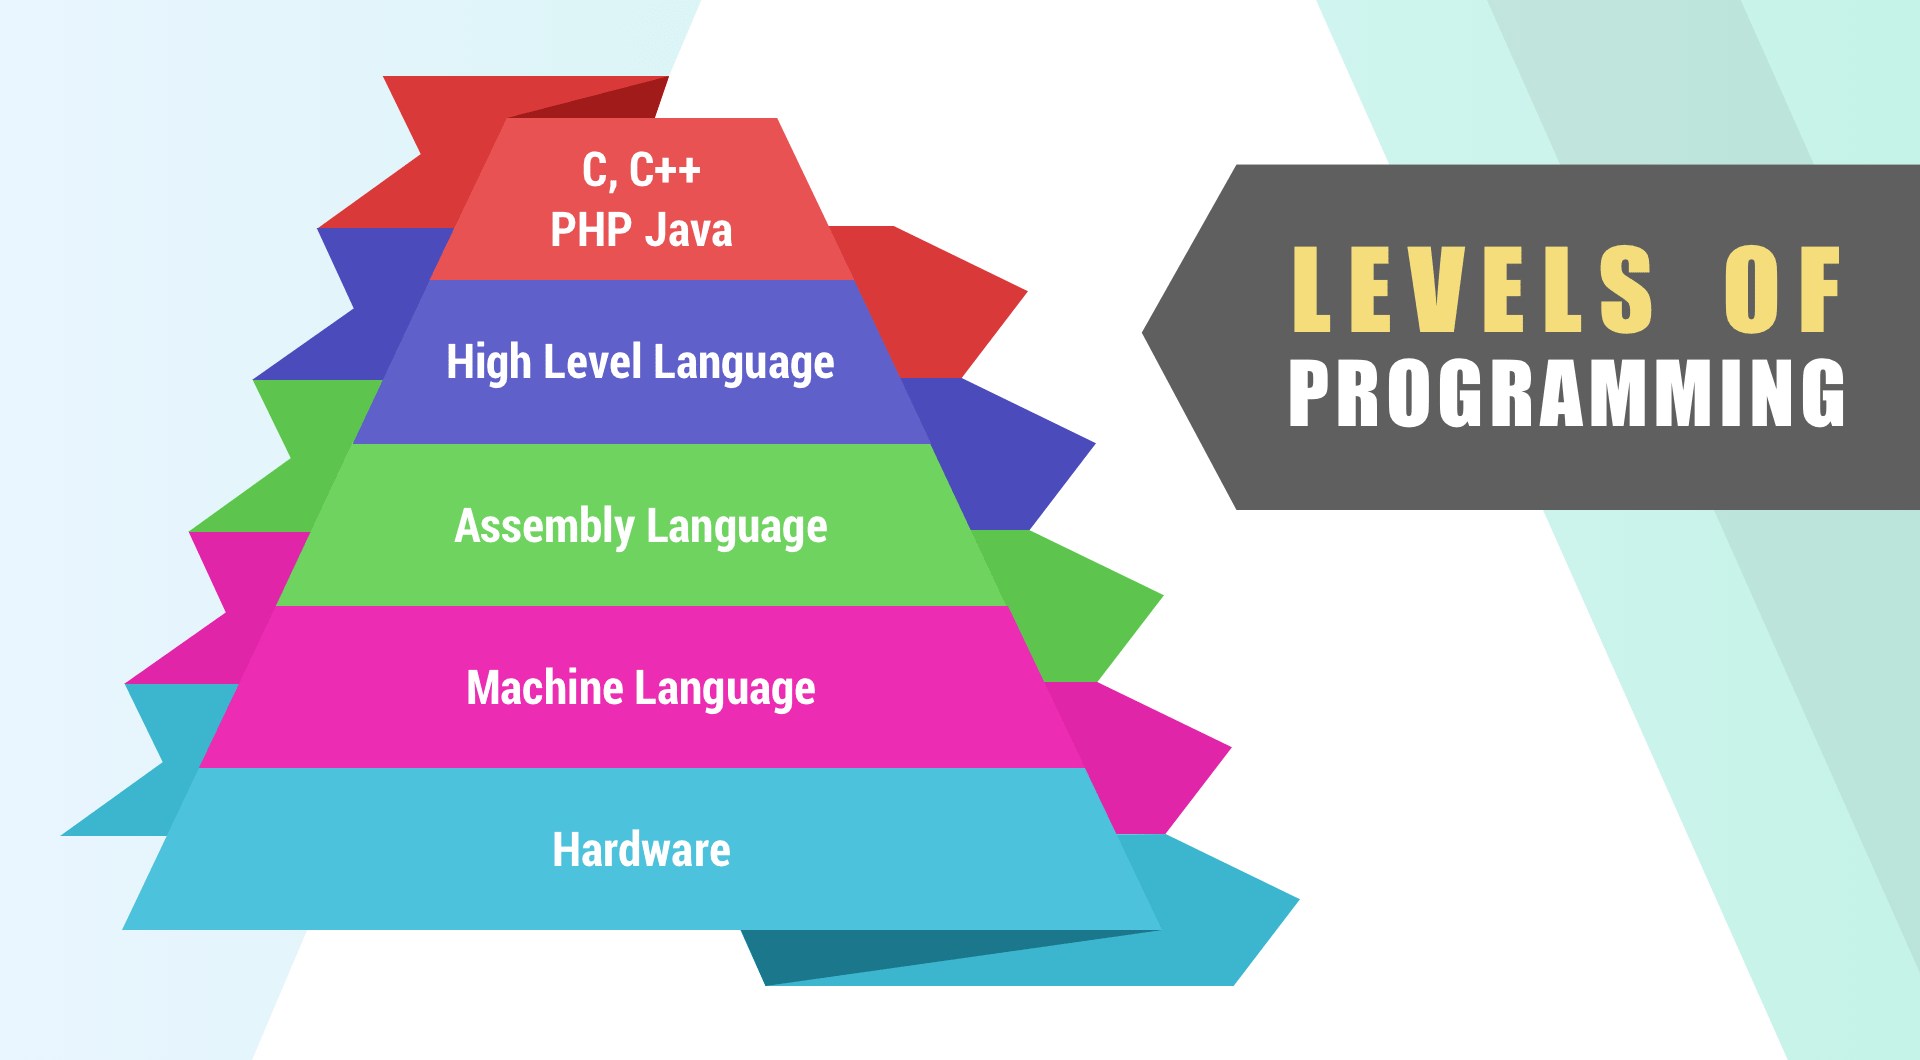 C, C++
PHP Java
High Level Language
Assembly Language
Machine Language
Hardware
LEVELS OF
PROGRAMMING